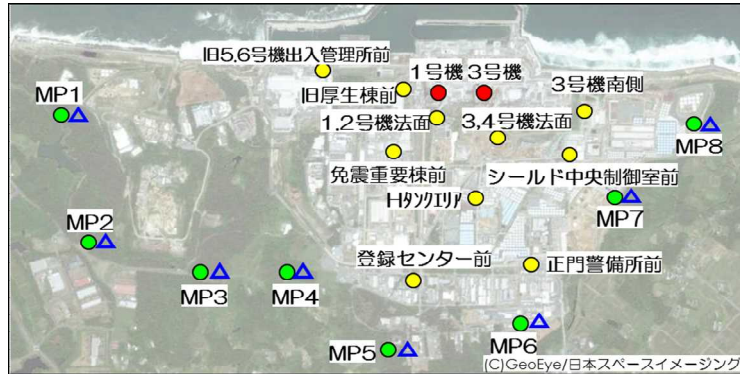 旧5.6号機出入管理所前
1号機
3号機
MP1
旧厚生棟前
3号機南側
1.2号機法面
3,4号機法面
MP8
免震重要棟前
シールド中央制御室前
Hﾀﾝｸｴﾘｱ
MP7
MP2
登録センター前
正門警備所前
MP3
MP4
MP5
MP6
(C)GeoEye/日本スペースイメージング